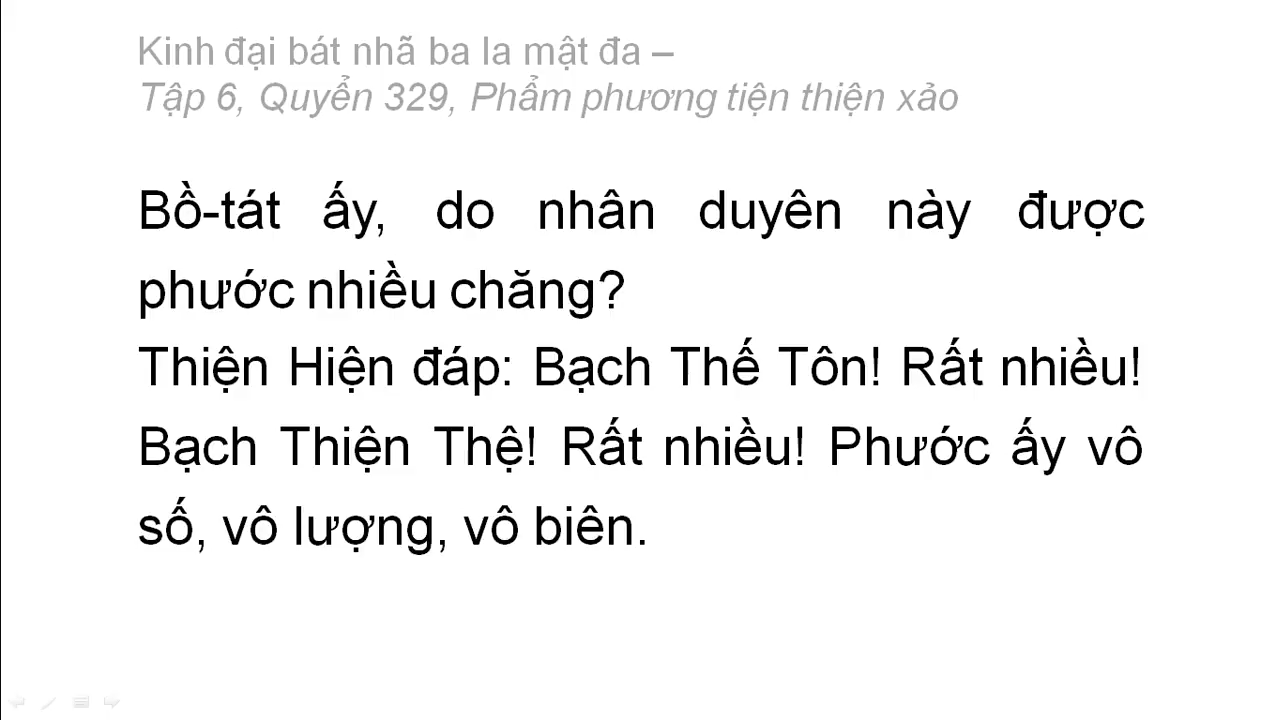 Kinh đại bát nhã ba la mật đa –
Tập 6, Quyển 329, Phẩm phương tiện thiện xảo
Bồ-tát ấy, do nhân duyên này được
phước nhiều chăng?
Thiện Hiện đáp: Bạch Thế Tôn! Rất nhiều!
Bạch Thiện Thệ! Rất nhiều! Phước ấy vô
số, vô lượng, vô biên.